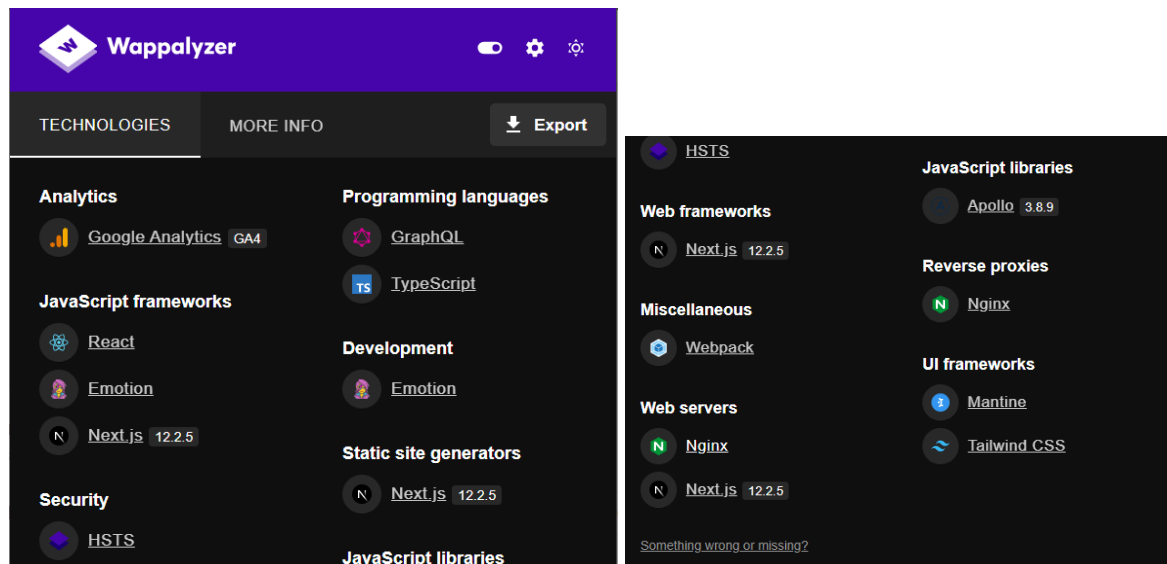 Wappalyzer
TECHNOLOGIES
MORE INFO
Export
Analytics
Google Analytics GA4
JavaScript frameworks
React
Emotion
Next.js 12.2.5
Security
HSTS
Programming languages
GraphQL
TypeScript
Development
Emotion
Static site generators
Next.js 12.2.5
JavaScript libraries
HSTS
Web frameworks
Next.js 12.2.5
Miscellaneous
Webpack
Web servers
Nginx
Next.js 12.2.5
Something wrong or missing?
JavaScript libraries
Apollo 3.8.9
Reverse proxies
Nginx
UI frameworks
Mantine
Tailwind CSS